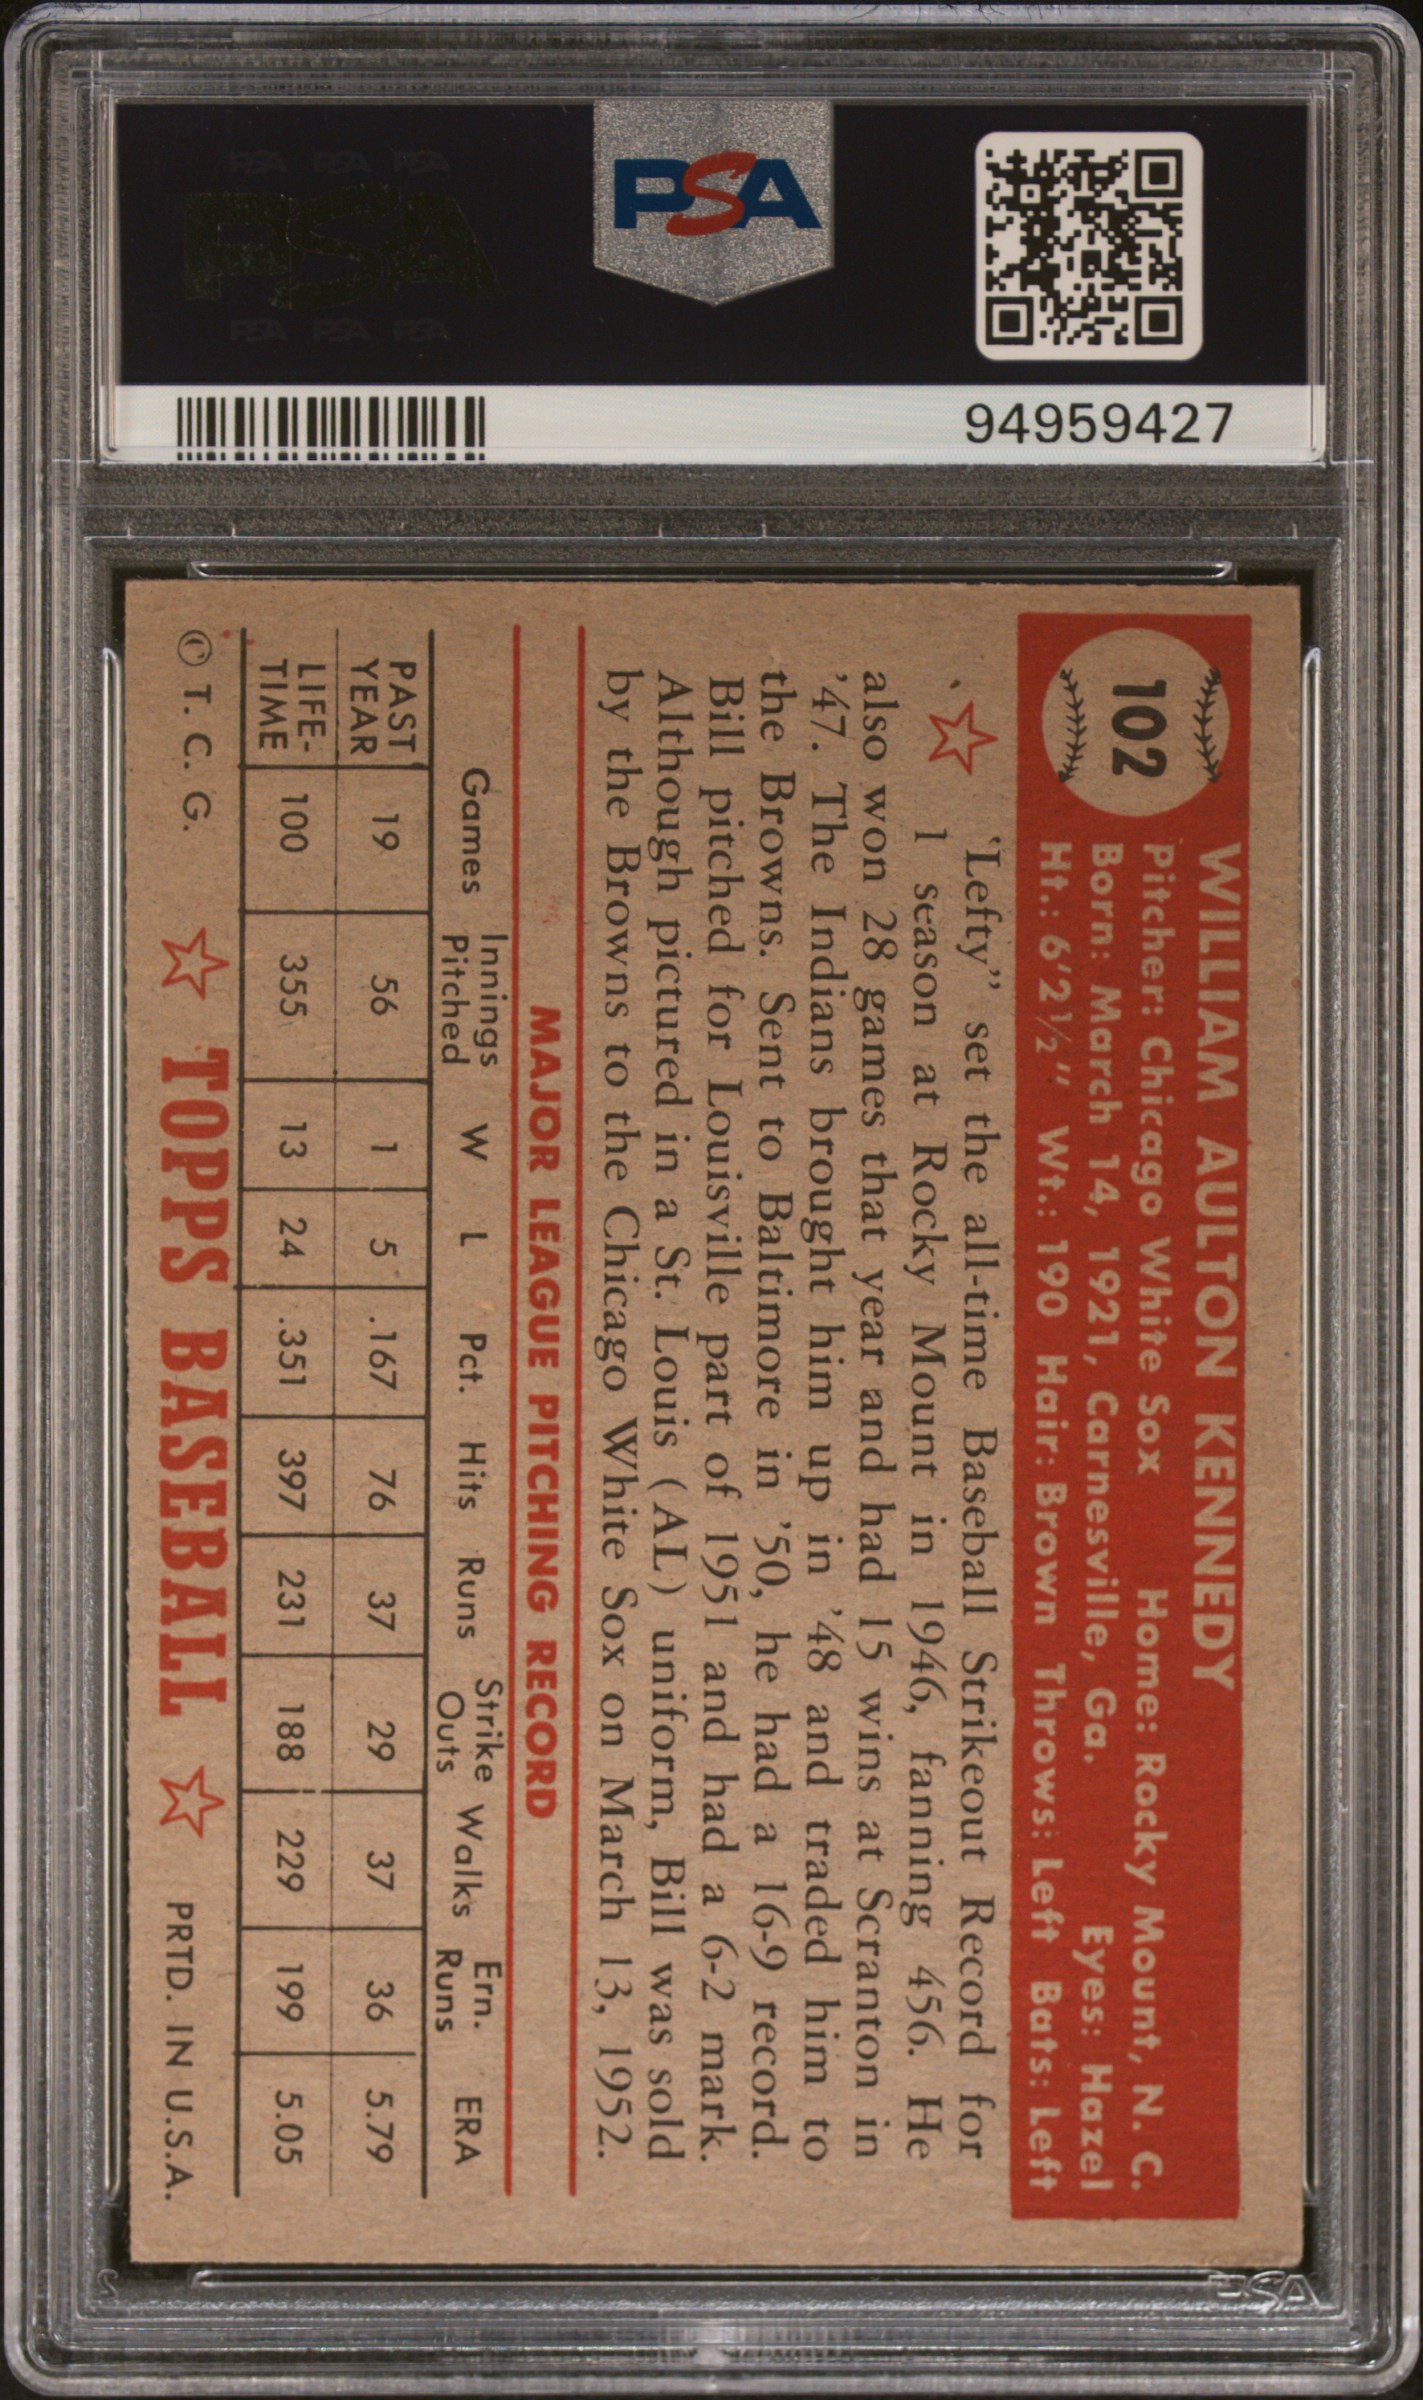 PSA PSA PSA
PSA
PSA PSA PSA
PSA
94959427
102
WILLIAM AULTON KENNEDY
Pitcher: Chicago White Sox Home: Rocky Mount, N. C.
Born: March 14, 1921, Carnesville, Ga. Eyes: Hazel
Ht.: 6'2½" Wt.: 190 Hair: Brown Throws: Left Bats: Left
'Lefty” set the all-time Baseball Strikeout Record for
1 season at Rocky Mount in 1946, fanning 456. He
also won 28 games that year and had 15 wins at Scranton in
'47. The Indians brought him up in '48 and traded him to
the Browns. Sent to Baltimore in '50, he had a 16-9 record.
Bill pitched for Louisville part of 1951 and had a 6-2 mark.
Although pictured in a St. Louis (AL) uniform, Bill was sold
by the Browns to the Chicago White Sox on March 13, 1952.
MAJOR LEAGUE PITCHING RECORD
Games Innings Pitched W L Pct. Hits Runs Strike Outs Walks Ern. Runs ERA
PAST YEAR 19 56 1 5 .167 76 37 29 37 36 5.79
LIFE-TIME 100 355 13 24 .351 397 231 188 229 199 5.05
© T. C. G. TOPPS BASEBALL PRTD. IN U.S.A.
PSA